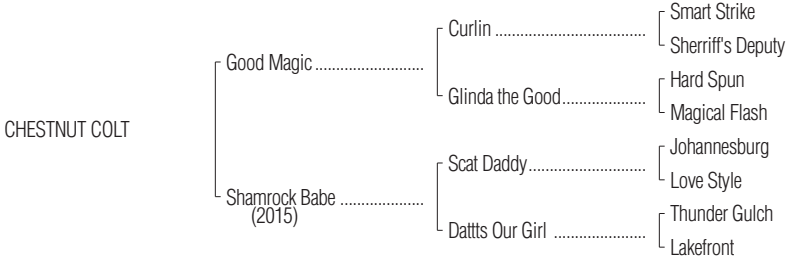 Smart Strike
Curlin ....................................
Sherriff's Deputy
Good Magic ..........................
Hard Spun
Glinda the Good....................
Magical Flash
CHESTNUT COLT
Johannesburg
Scat Daddy............................
Love Style
Shamrock Babe ....................
(2015)
Thunder Gulch
Dattts Our Girl ......................
Lakefront